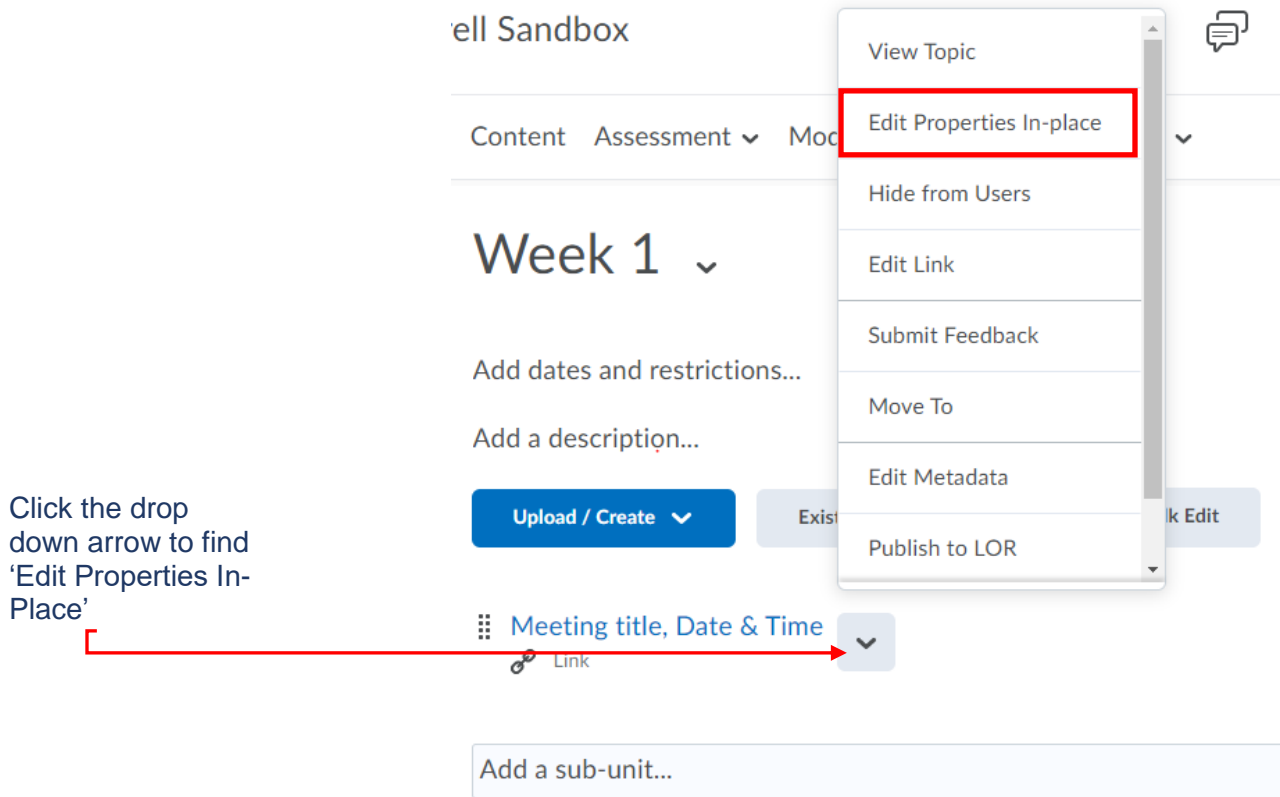 ell Sandbox
Content Assessment Mod
Week 1
Add dates and restrictions...
Add a description...
Upload / Create
Exist
lk Edit
View Topic
Edit Properties In-place
Hide from Users
Edit Link
Submit Feedback
Move To
Edit Metadata
Publish to LOR
Click the drop
down arrow to find
‘Edit Properties In-
Place’
Meeting title, Date & Time
Link
Add a sub-unit...